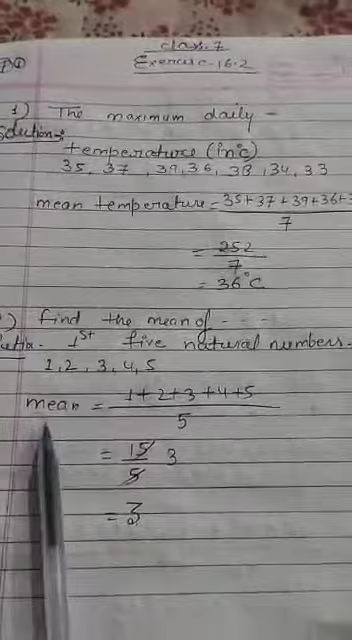 class.7
Exercise-16.2
1) The maximum daily -
Solution:
temperature (in°c)
35, 37, 39, 36, 38, 34, 33
mean temperature = 35+37+39+36+3
7
= 252
7
= 36°C
) find the mean of - - -
1st five natural numbers.
1, 2, 3, 4, 5
mean = 1+2+3+4+5
5
= 15 3
5
= 3